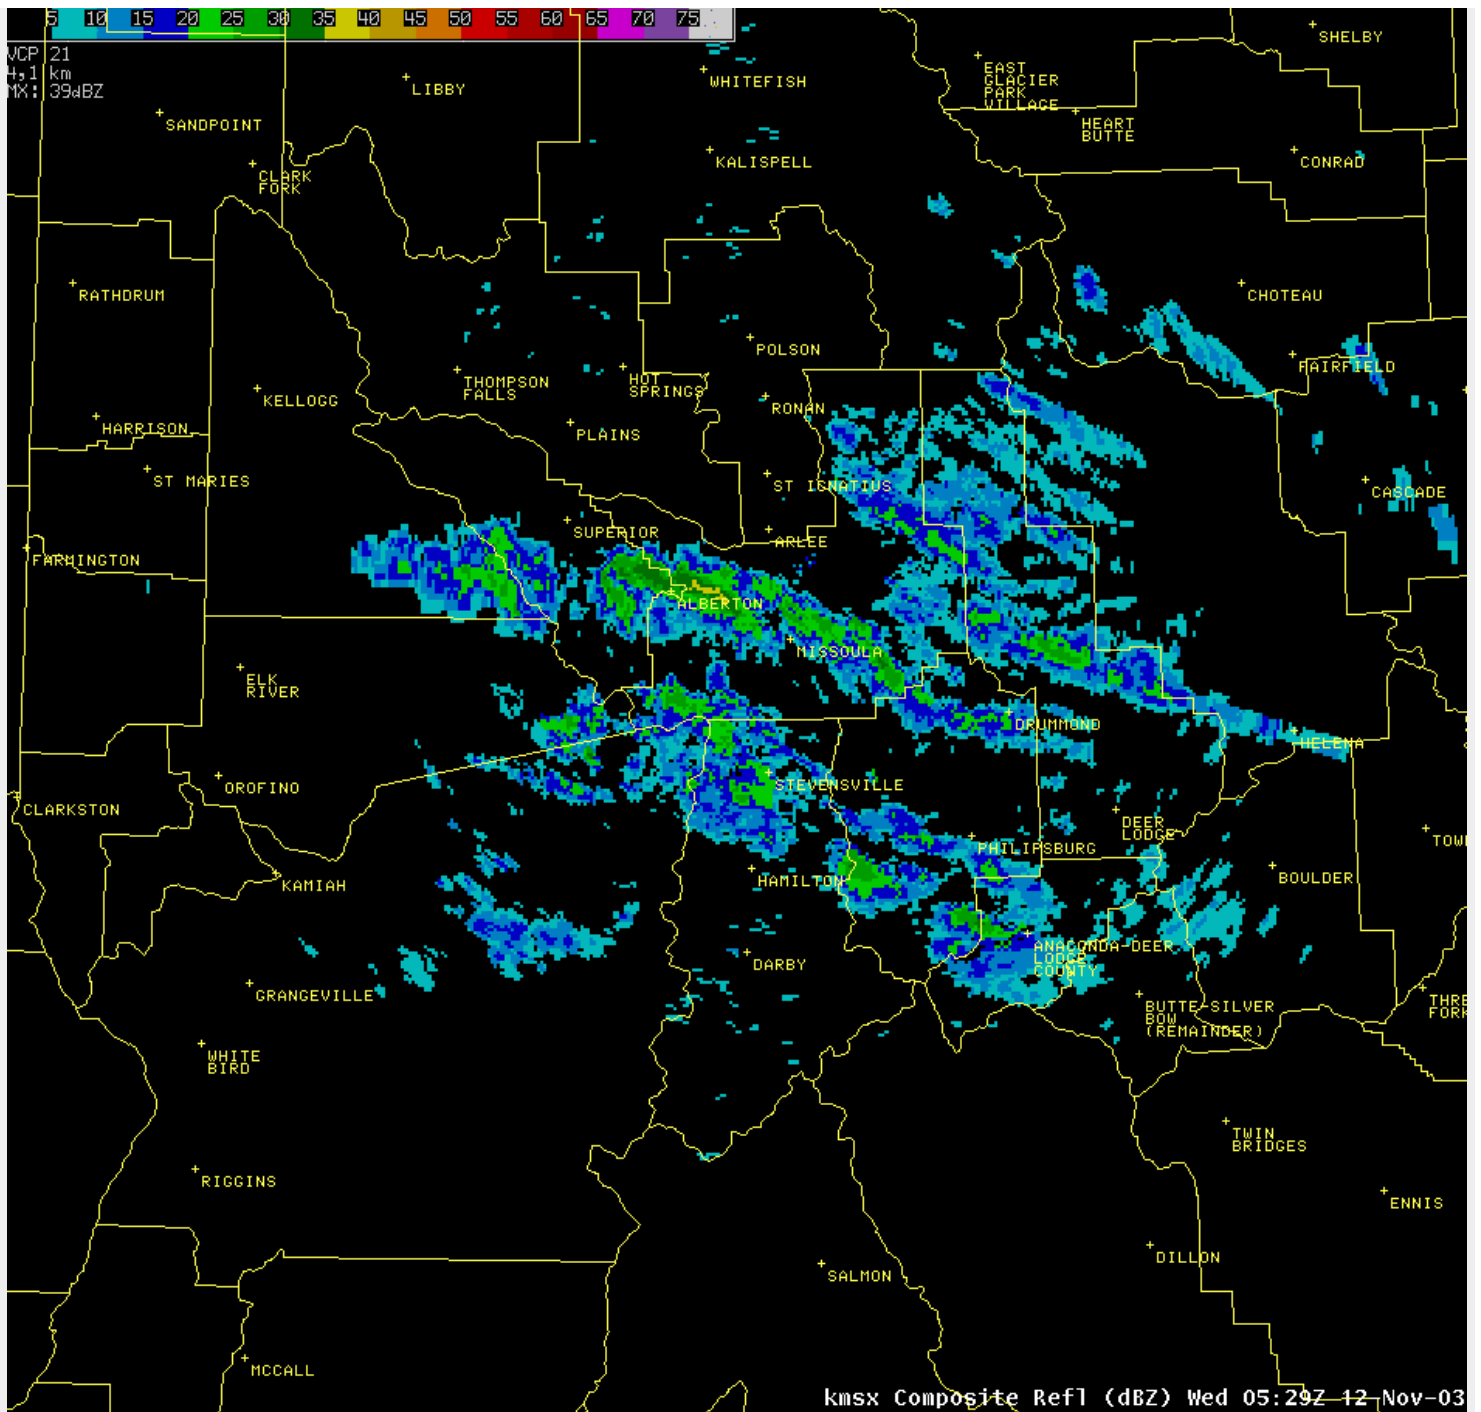 5 10 15 20 25 30 35 40 45 50 55 60 65 70 75
VCP 21
4,1 km
MX: 39dBZ
SHELBY
EAST
GLACIER
PARK
VILLAGE
WHITEFISH
LIBBY
SANDPOINT
HEART
BUTTE
KALISPELL
CONRAD
CLARK
FORK
RATHDRUM
CHOTEAU
POLSON
FAIRFIELD
THOMPSON
FALLS
HOT
SPRINGS
KELLOGG
RONAN
HARRISON
PLAINS
ST MARIES
ST IGNATIUS
CASCADE
SUPERIOR
ARLEE
FARMINGTON
ALBERTON
MISSOULA
ELK
RIVER
DRUMMOND
HELENA
OROFINO
STEVENSVILLE
CLARKSTON
DEER
LODGE
TOW
PHILIPSBURG
KAMIAH
HAMILTON
BOULDER
ANACONDA-DEER
LODGE
COUNTY
DARBY
GRANGEVILLE
BUTTE-SILVER
BOW
(REMAINDER)
THRE
FORK
WHITE
BIRD
TWIN
BRIDGES
RIGGINS
ENNIS
DILLON
SALMON
MCCALL
kmsx Composite Refl (dBZ) Wed 05:29Z 12-Nov-03